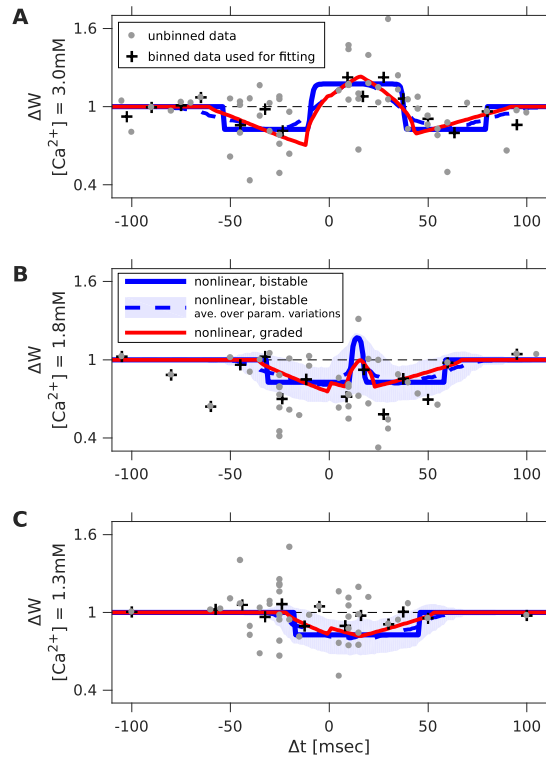 A
ΔW
[Ca2+] = 3.0mM
1.6
1
0.4
unbinned data
binned data used for fitting
-100
-50
0
50
100
B
ΔW
[Ca2+] = 1.8mM
1.6
1
0.4
nonlinear, bistable
nonlinear, bistable
ave. over param. variations
nonlinear, graded
-100
-50
0
50
100
C
ΔW
[Ca2+] = 1.3mM
1.6
1
0.4
-100
-50
0
50
100
Δt [msec]